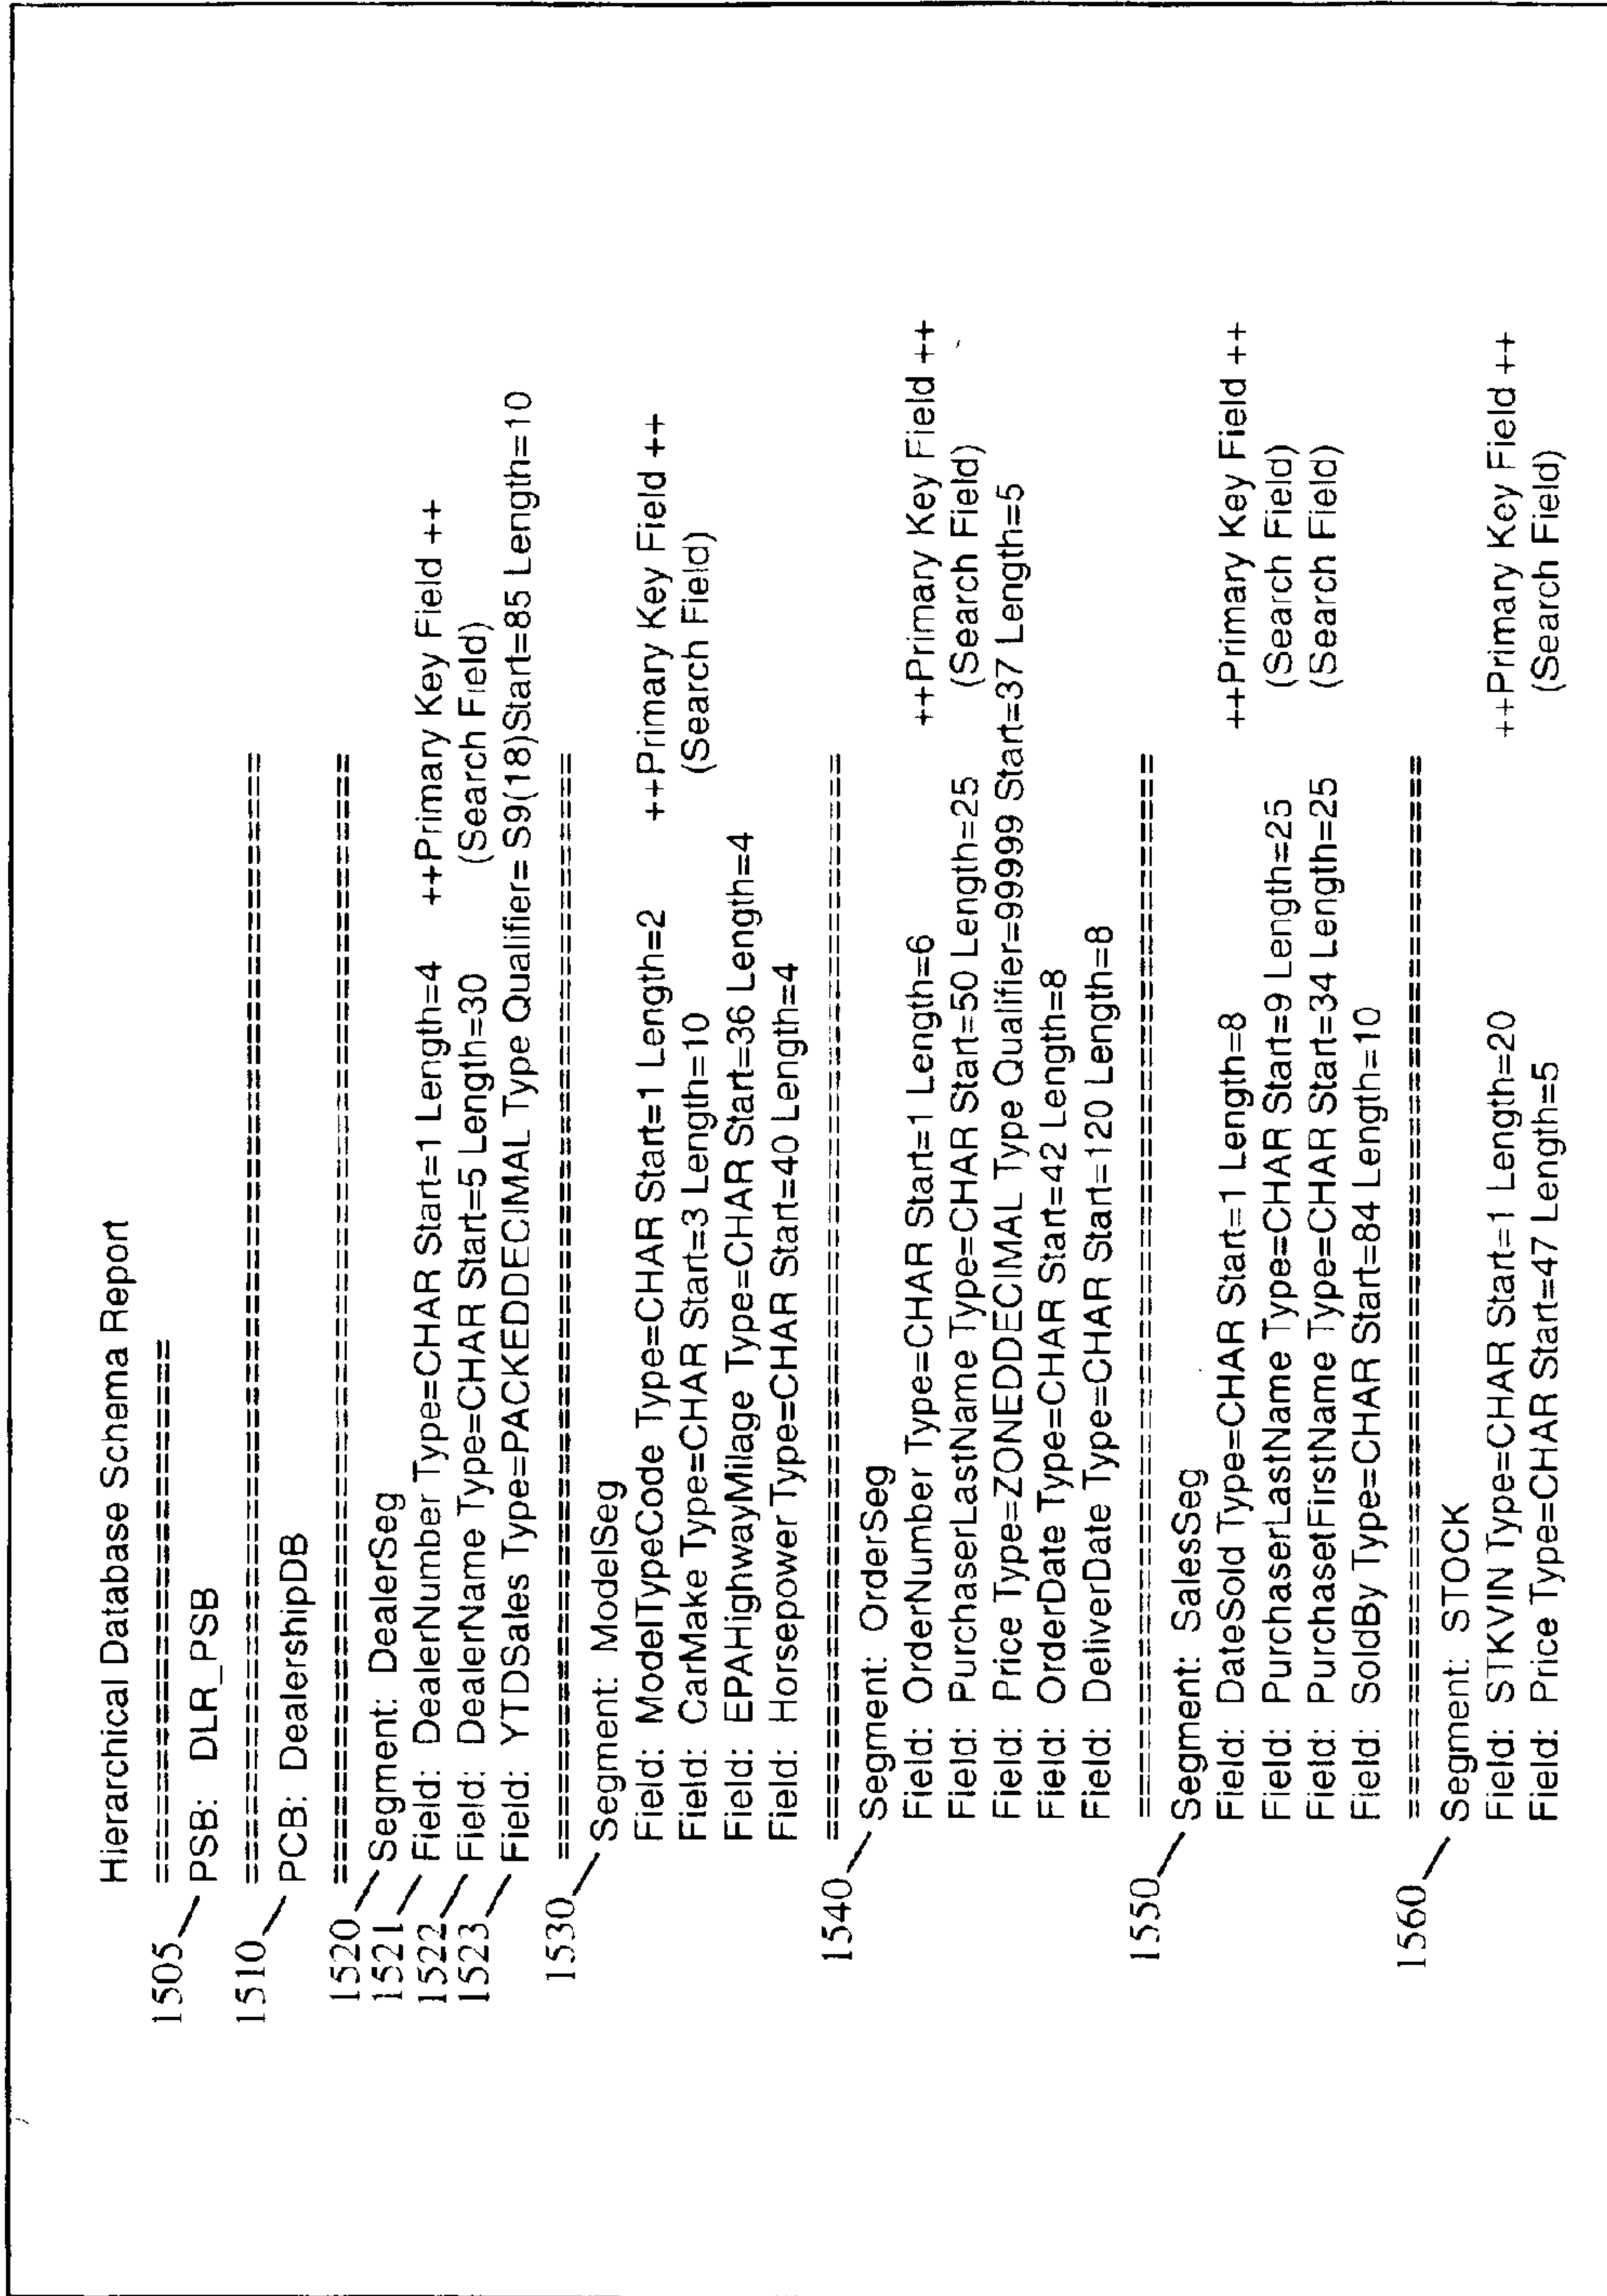 Hierarchical Database Schema Report
========================
1505 PSB: DLR_PSB
==================================================
1510 PCB: DealershipDB
==================================================
1520 Segment: DealerSeg
1521 Field: DealerNumber Type=CHAR Start=1 Length=4 ++Primary Key Field ++
1522 Field: DealerName Type=CHAR Start=5 Length=30 (Search Field)
1523 Field: YTDSales Type=PACKEDDECIMAL Type Qualifier= S9(18)Start=85 Length=10
==================================================
1530 Segment: ModelSeg
Field: ModelTypeCode Type=CHAR Start=1 Length=2 ++Primary Key Field ++
Field: CarMake Type=CHAR Start=3 Length=10 (Search Field)
Field: EPAHighwayMilage Type=CHAR Start=36 Length=4
Field: Horsepower Type=CHAR Start=40 Length=4
==================================================
1540 Segment: OrderSeg
Field: OrderNumber Type=CHAR Start=1 Length=6 ++Primary Key Field ++
Field: PurchaserLastName Type=CHAR Start=50 Length=25 (Search Field)
Field: Price Type=ZONEDDECIMAL Type Qualifier=99999 Start=37 Length=5
Field: OrderDate Type=CHAR Start=42 Length=8
Field: DeliverDate Type=CHAR Start=120 Length=8
==================================================
1550 Segment: SalesSeg
Field: DateSold Type=CHAR Start=1 Length=8 ++Primary Key Field ++
Field: PurchaserLastName Type=CHAR Start=9 Length=25 (Search Field)
Field: PurchasetFirstName Type=CHAR Start=34 Length=25 (Search Field)
Field: SoldBy Type=CHAR Start=84 Length=10
==================================================
1560 Segment: STOCK
Field: STKVIN Type=CHAR Start=1 Length=20 ++Primary Key Field ++
Field: Price Type=CHAR Start=47 Length=5 (Search Field)